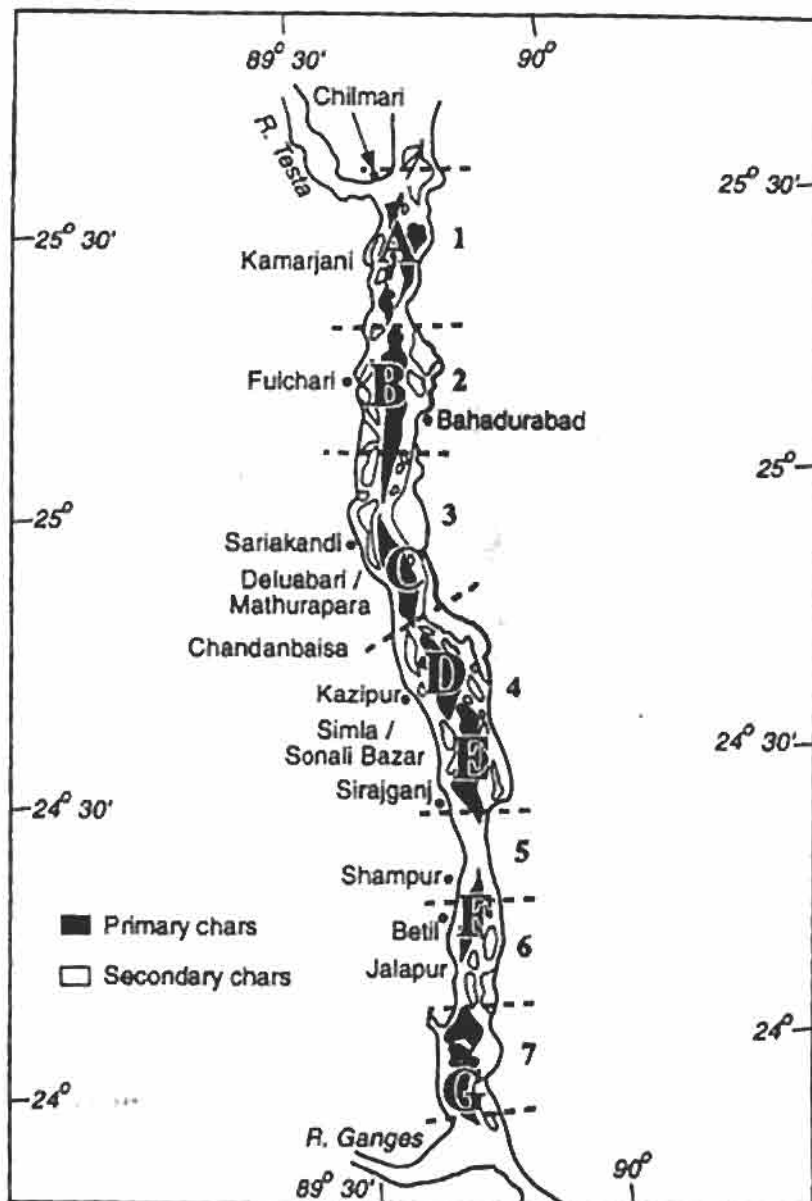 89° 30'
90°
Chilmari
R. Testa
25° 30'
25° 30'
Kamarjani
A
1
Fulchari
B
2
Bahadurabad
25°
25°
3
Sariakandi
C
Deluabari /
Mathurapara
Chandanbaisa
D
4
Kazipur
Simla /
Sonali Bazar
E
24° 30'
Sirajganj
24° 30'
5
Shampur
Primary chars
F
Betil
6
Secondary chars
Jalapur
24°
7
24°
G
R. Ganges
89° 30'
90°